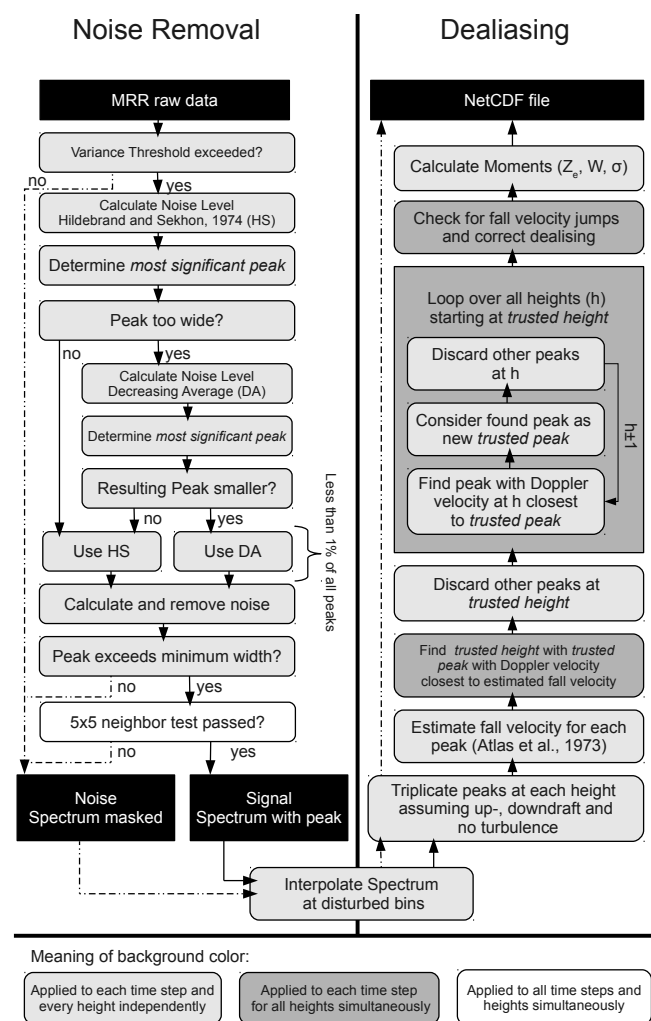 Noise Removal
MRR raw data
Variance Threshold exceeded?
no
yes
Calculate Noise Level
Hildebrand and Sekhon, 1974 (HS)
Determine most significant peak
Peak too wide?
no
yes
Calculate Noise Level
Decreasing Average (DA)
Determine most significant peak
Resulting Peak smaller?
no
yes
Use HS
Use DA
Less than 1%
of all peaks
Calculate and remove noise
Peak exceeds minimum width?
no
yes
5x5 neighbor test passed?
no
yes
Noise
Spectrum masked
Signal
Spectrum with peak
Interpolate Spectrum
at disturbed bins
Dealiasing
NetCDF file
Calculate Moments (Ze, W, σ)
Check for fall velocity jumps
and correct dealising
Loop over all heights (h)
starting at trusted height
Discard other peaks
at h
Consider found peak as
new trusted peak
Find peak with Doppler
velocity at h closest
to trusted peak
h±1
Discard other peaks at
trusted height
Find trusted height with trusted
peak with Doppler velocity
closest to estimated fall velocity
Estimate fall velocity for each
peak (Atlas et al., 1973)
Triplicate peaks at each height
assuming up-, downdraft and
no turbulence
Meaning of background color:
Applied to each time step and
every height independently
Applied to each time step
for all heights simultaneously
Applied to all time steps and
heights simultaneously